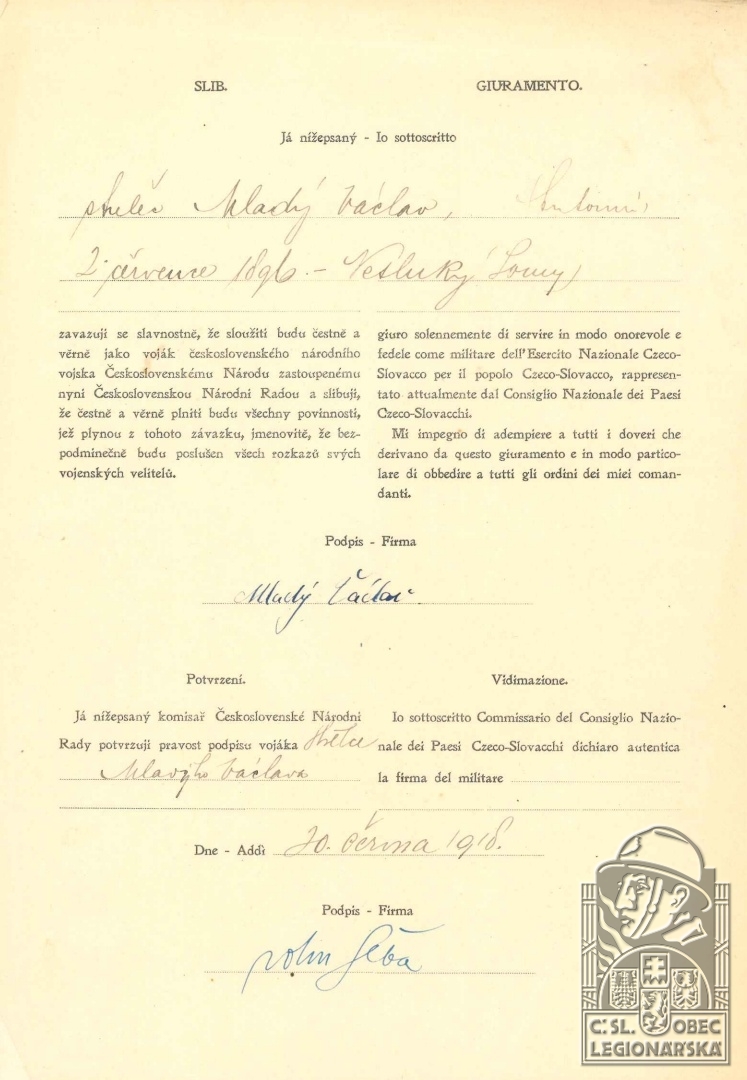 SLIB. GIURAMENTO.
Já nížepsaný - Io sottoscritto
střelec Mladý Václav, Antonín
2. července 1896. -
zavazuji se slavnostně, že sloužiti budu čestně a
věrně jako voják československého národního
vojska Československému Národu zastoupenému
nyní Československou Národní Radou a slibuji,
že čestně a věrně plniti budu všechny povinnosti,
jež plynou z tohoto závazku, jmenovitě, že bez-
podminečně budu poslušen všech rozkazů svých
vojenských velitelů.
giuro solennemente di servire in modo onorevole e
fedele come militare dell'Esercito Nazionale Czeco-
Slovacco per il popolo Czeco-Slovacco, rappresen-
tato attualmente dal Consiglio Nazionale dei Paesi
Czeco-Slovacchi.
Mi impegno di adempiere a tutti i doveri che
derivano da questo giuramento e in modo partico-
lare di obbedire a tutti gli ordini dei miei coman-
danti.
Podpis - Firma
Mladý Václav.
Potvrzení.
Já nížepsaný komisař Československé Národni
Rady potvrzuji pravost podpisu vojáka střelce
Mladýho Václava
Vidimazione.
Io sottoscritto Commissario del Consiglio Nazio-
nale dei Paesi Czeco-Slovacchi dichiaro autentica
la firma del militare
Dne - Addì 20. června 1918.
Podpis - Firma
Č. SL. OBEC
LEGIONÁŘSKÁ